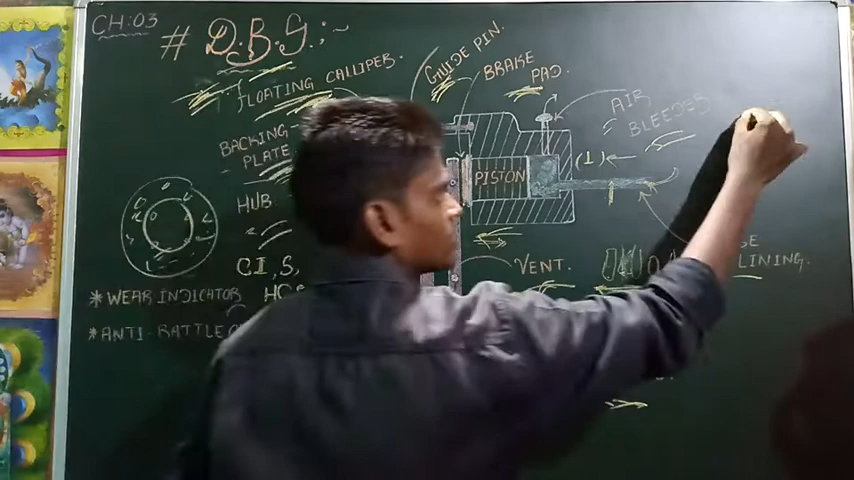 CH:03
# D.B.S ;~
GUIDE PIN.
BRAKE PAD.
FLOATING CALLIPER.
AIR BLEEDER
BACKING PLATE
PISTON
(1)
HUB
CI, S
VENT.
LINING.
* WEAR INDICATOR
* ANTI-RATTLE